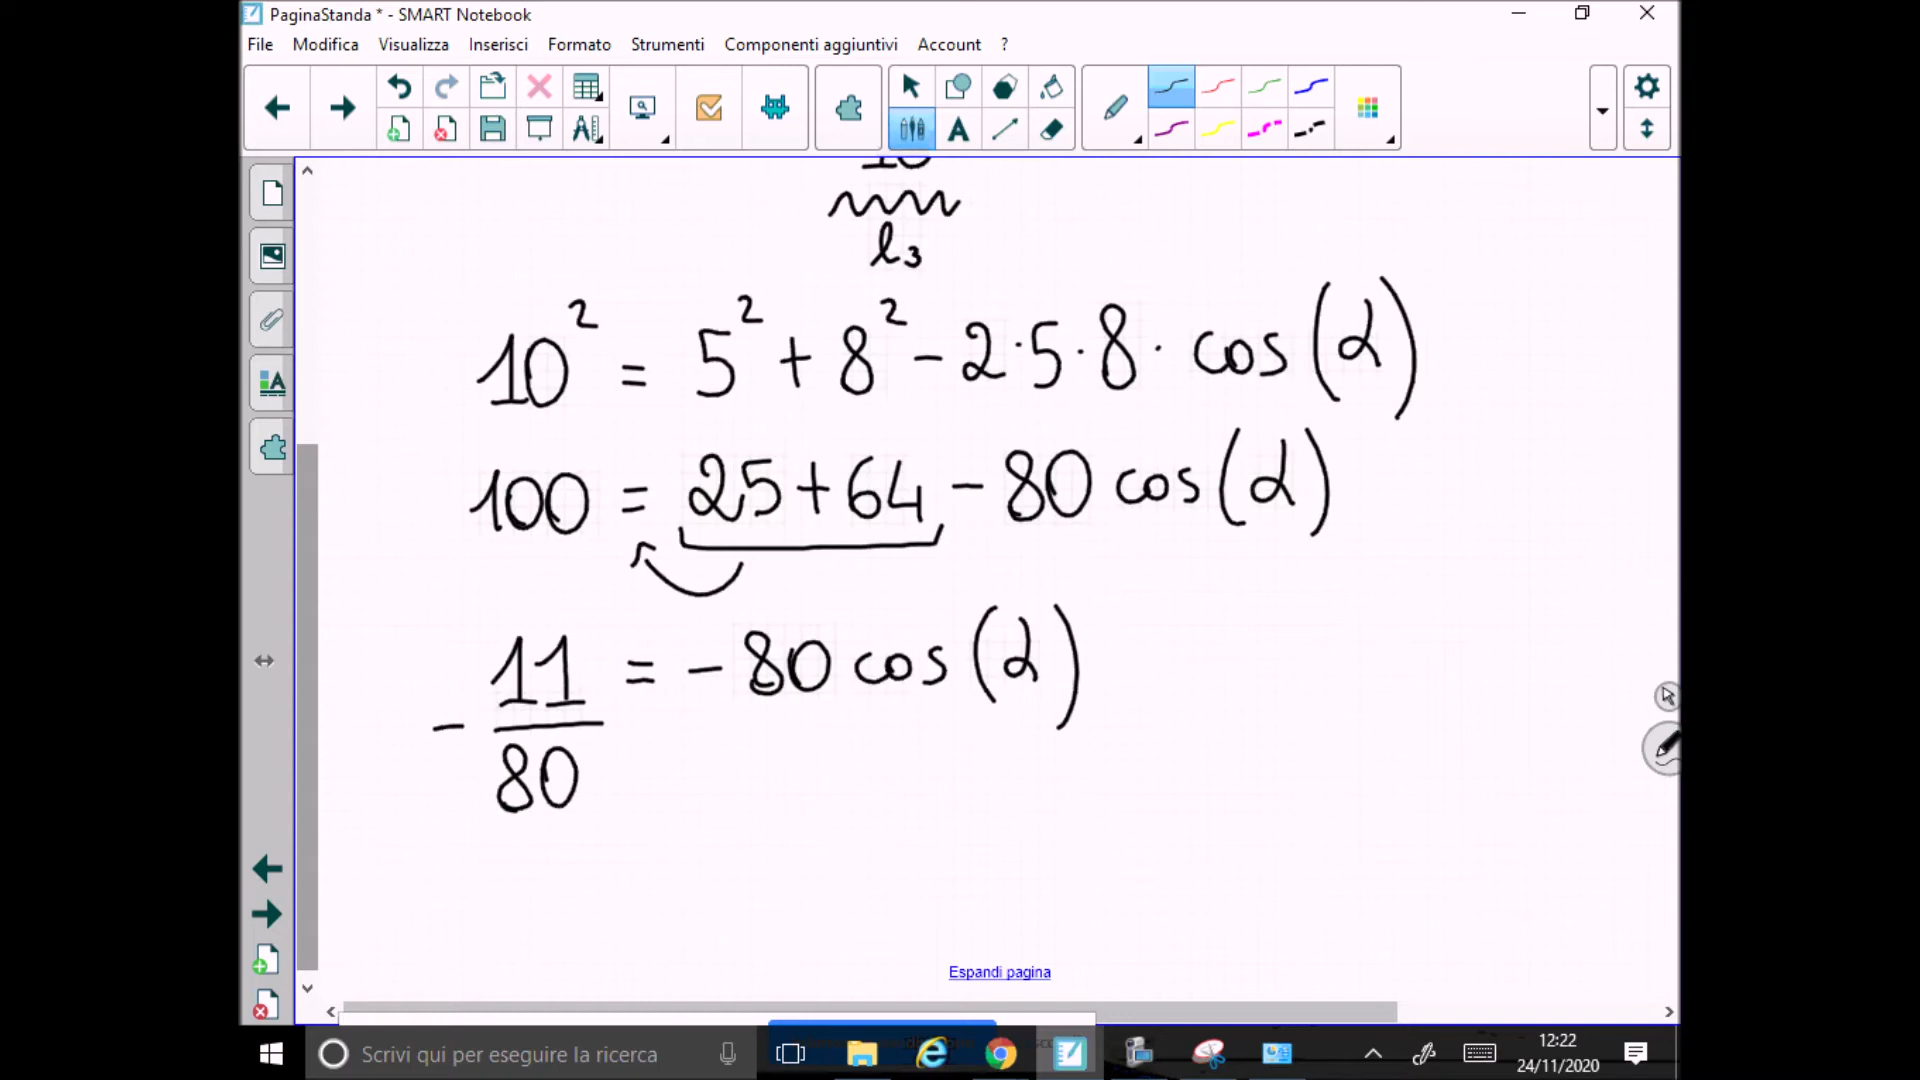 PaginaStanda * - SMART Notebook
File Modifica Visualizza Inserisci Formato Strumenti Componenti aggiuntivi Account ?
l₃
10² = 5² + 8² - 2·5·8· cos(α)
100 = 25+64 - 80 cos(α)
11 = - 80 cos(α)
-
80
Espandi pagina
Scrivi qui per eseguire la ricerca
12:22
24/11/2020